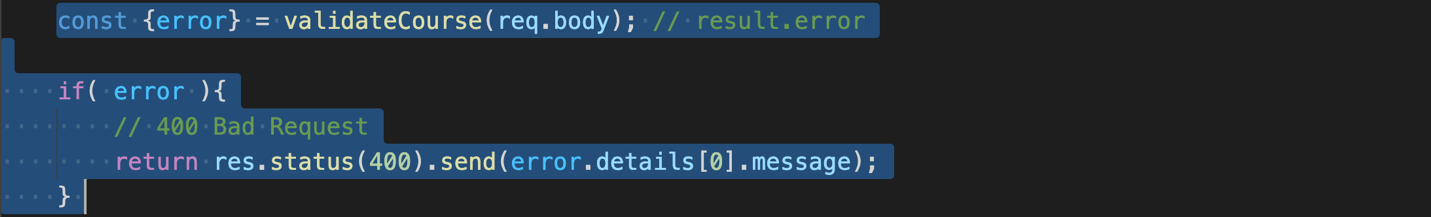 const {error} = validateCourse(req.body); // result.error
if( error ){
// 400 Bad Request
return res.status(400).send(error.details[0].message);
}